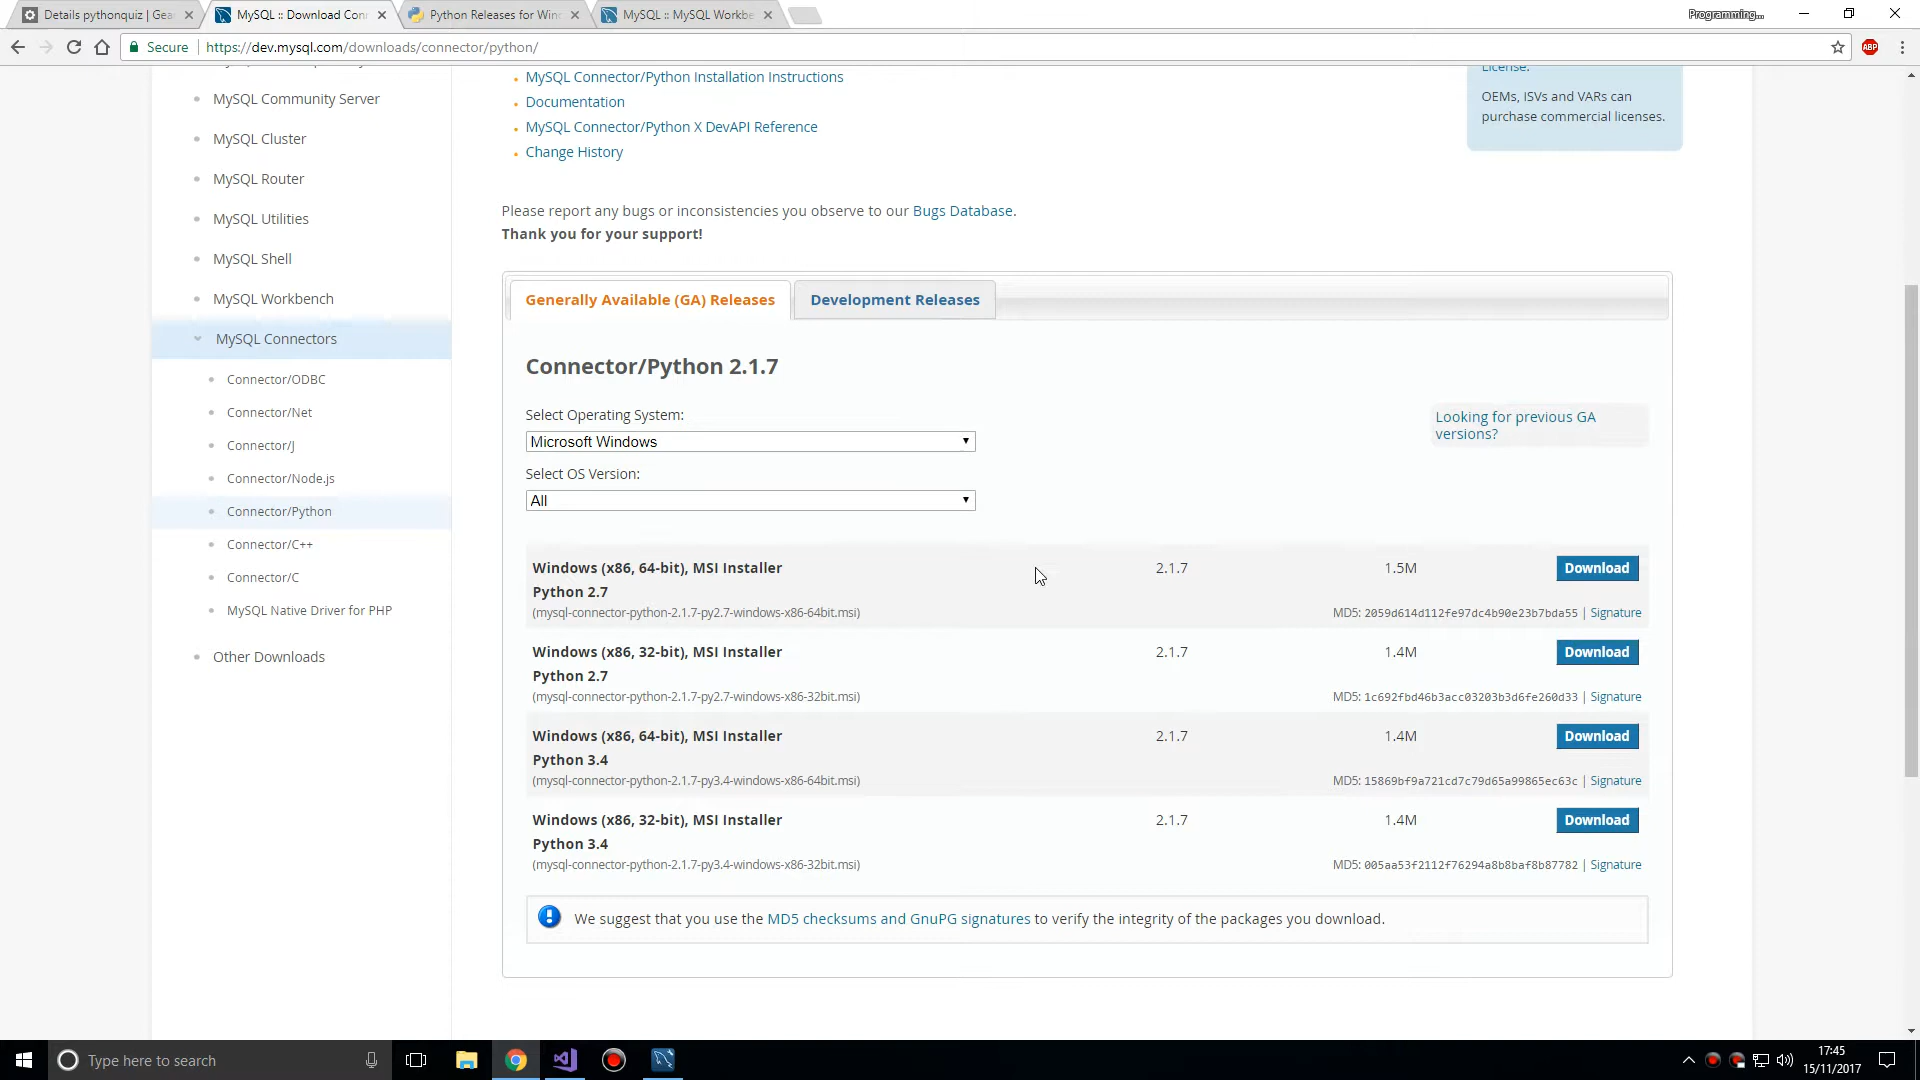 Details pythonquiz | Gea
MySQL :: Download Con
Python Releases for Wind
MySQL :: MySQL Workbe
Programming...
Secure
https://dev.mysql.com/downloads/connector/python/
ABP
MySQL Community Server
MySQL Cluster
MySQL Router
MySQL Utilities
MySQL Shell
MySQL Workbench
MySQL Connectors
Connector/ODBC
Connector/Net
Connector/J
Connector/Node.js
Connector/Python
Connector/C++
Connector/C
MySQL Native Driver for PHP
Other Downloads
MySQL Connector/Python Installation Instructions
Documentation
MySQL Connector/Python X DevAPI Reference
Change History
License.
OEMs, ISVs and VARs can
purchase commercial licenses.
Please report any bugs or inconsistencies you observe to our Bugs Database.
Thank you for your support!
Generally Available (GA) Releases
Development Releases
Connector/Python 2.1.7
Select Operating System:
Microsoft Windows
Looking for previous GA
versions?
Select OS Version:
All
Windows (x86, 64-bit), MSI Installer 2.1.7 1.5M Download
Python 2.7
(mysql-connector-python-2.1.7-py2.7-windows-x86-64bit.msi) MD5: 2059d614d112fe97dc4b90e23b7bda55 | Signature
Windows (x86, 32-bit), MSI Installer 2.1.7 1.4M Download
Python 2.7
(mysql-connector-python-2.1.7-py2.7-windows-x86-32bit.msi) MD5: 1c692fbd46b3acc03203b3d6fe260d33 | Signature
Windows (x86, 64-bit), MSI Installer 2.1.7 1.4M Download
Python 3.4
(mysql-connector-python-2.1.7-py3.4-windows-x86-64bit.msi) MD5: 15869bf9a721cd7c79d65a99865ec63c | Signature
Windows (x86, 32-bit), MSI Installer 2.1.7 1.4M Download
Python 3.4
(mysql-connector-python-2.1.7-py3.4-windows-x86-32bit.msi) MD5: 005aa53f2112f76294a8b8baf8b87782 | Signature
We suggest that you use the MD5 checksums and GnuPG signatures to verify the integrity of the packages you download.
Type here to search
17:45
15/11/2017